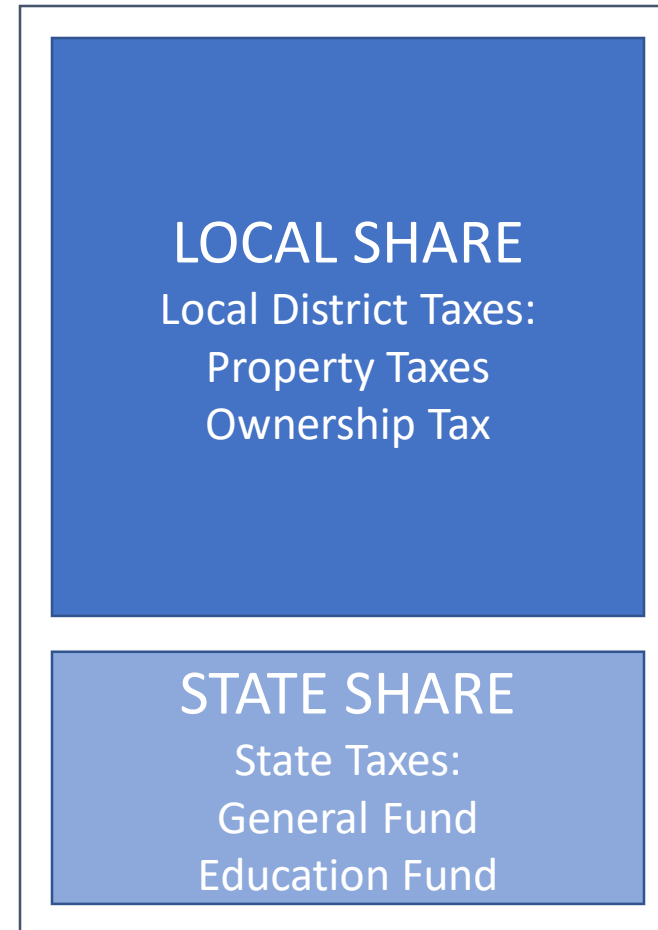 LOCAL SHARE
Local District Taxes:
Property Taxes
Ownership Tax
STATE SHARE
State Taxes:
General Fund
Education Fund